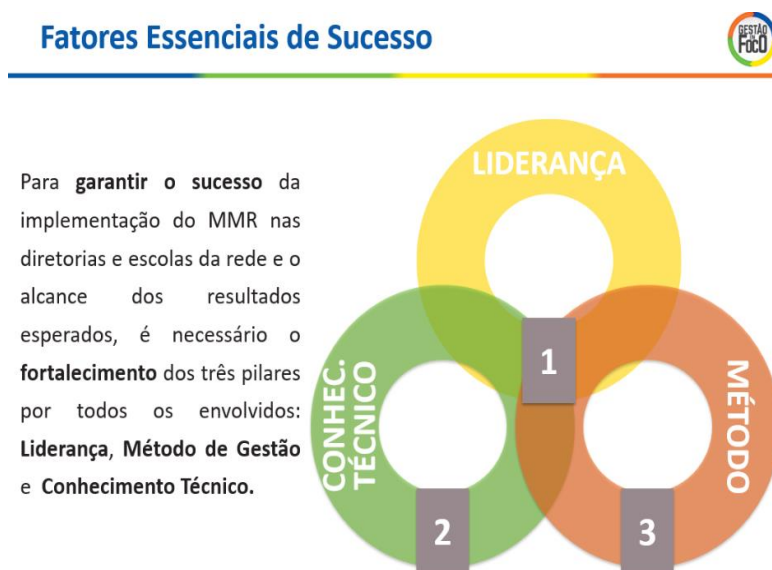 Fatores Essenciais de Sucesso
GESTÃO
EM
FOCO
Para garantir o sucesso da
implementação do MMR nas
diretorias e escolas da rede e o
alcance dos resultados
esperados, é necessário o
fortalecimento dos três pilares
por todos os envolvidos:
Liderança, Método de Gestão
e Conhecimento Técnico.
LIDERANÇA
1
CONHEC.
TÉCNICO
2
MÉTODO
3